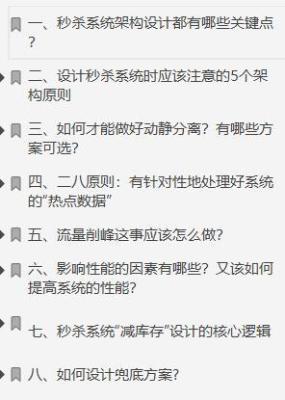 一、秒杀系统架构设计都有哪些关键点
?
二、设计秒杀系统时应该注意的5个架
构原则
三、如何才能做好动静分离?有哪些方
案可选?
四、二八原则：有针对性地处理好系统
的“热点数据”
五、流量削峰这事应该怎么做?
六、影响性能的因素有哪些?又该如何
提高系统的性能?
七、秒杀系统“减库存”设计的核心逻辑
八、如何设计兜底方案?